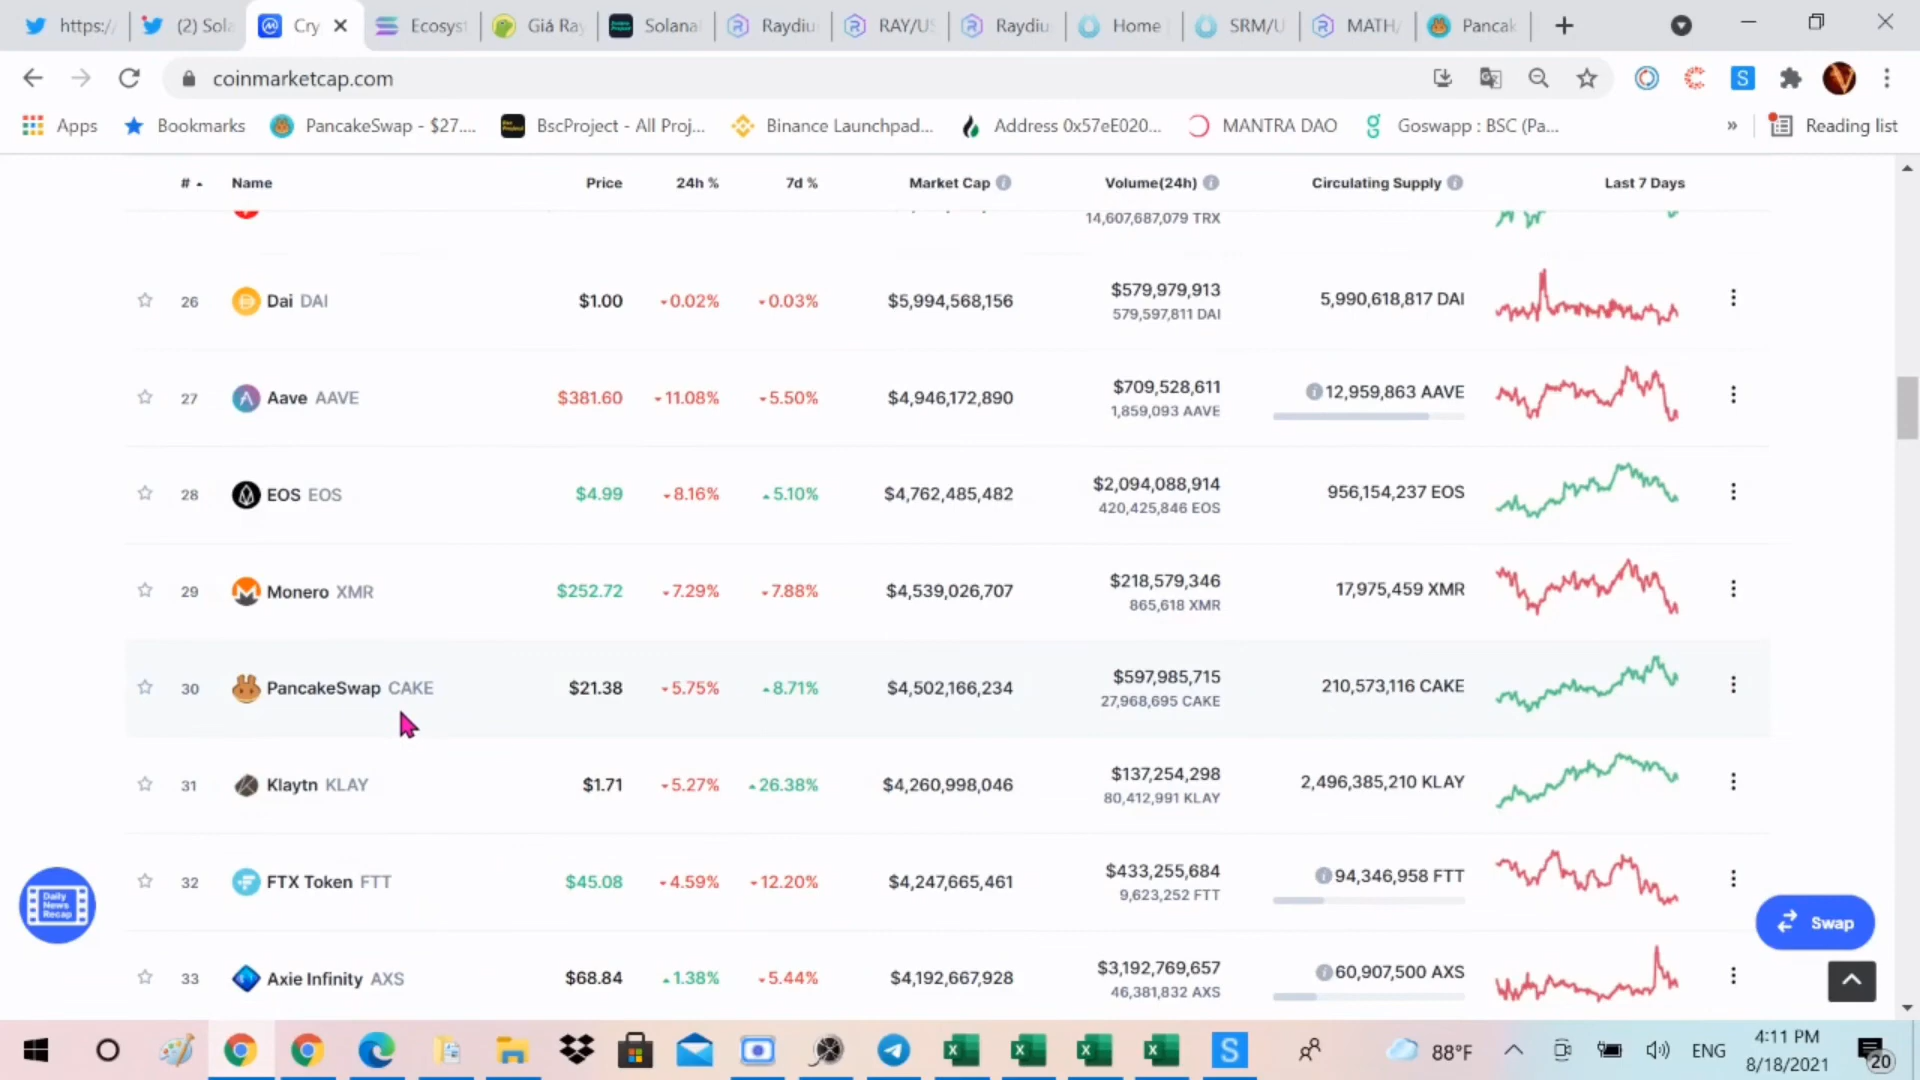 https:/
(2) Sola
Cry
Ecosyst
Giá Ray
Solana
Raydiu
RAY/US
Raydiu
Home
SRM/U
MATH/
Pancak
coinmarketcap.com
Apps
Bookmarks
PancakeSwap - $27....
BscProject - All Proj...
Binance Launchpad...
Address 0x57eE020...
MANTRA DAO
Goswapp : BSC (Pa...
»
Reading list
# Name Price 24h % 7d % Market Cap Volume(24h) Circulating Supply Last 7 Days
14,607,687,079 TRX
26 Dai DAI $1.00 0.02% 0.03% $5,994,568,156 $579,979,913 5,990,618,817 DAI
579,597,811 DAI
27 Aave AAVE $381.60 11.08% 5.50% $4,946,172,890 $709,528,611 12,959,863 AAVE
1,859,093 AAVE
28 EOS EOS $4.99 8.16% 5.10% $4,762,485,482 $2,094,088,914 956,154,237 EOS
420,425,846 EOS
29 Monero XMR $252.72 7.29% 7.88% $4,539,026,707 $218,579,346 17,975,459 XMR
865,618 XMR
30 PancakeSwap CAKE $21.38 5.75% 8.71% $4,502,166,234 $597,985,715 210,573,116 CAKE
27,968,695 CAKE
31 Klaytn KLAY $1.71 5.27% 26.38% $4,260,998,046 $137,254,298 2,496,385,210 KLAY
80,412,991 KLAY
32 FTX Token FTT $45.08 4.59% 12.20% $4,247,665,461 $433,255,684 94,346,958 FTT
9,623,252 FTT
Daily
News
Recap
Swap
33 Axie Infinity AXS $68.84 1.38% 5.44% $4,192,667,928 $3,192,769,657 60,907,500 AXS
46,381,832 AXS
88°F
ENG
4:11 PM
8/18/2021
20